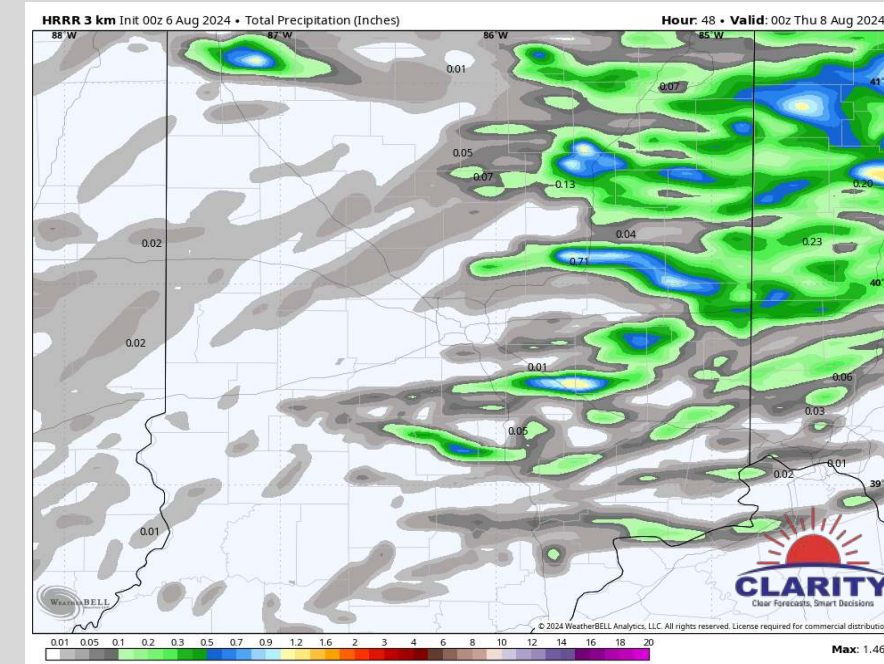 HRRR 3 km Init 00z 6 Aug 2024 • Total Precipitation (Inches)
Hour: 48 • Valid: 00z Thu 8 Aug 2024
88°W 87°W 86°W 85°W
0.01
41°
0.07
0.05
0.07
0.13
0.20
0.04
0.02
0.23
0.71
40°
0.02
0.01
0.06
0.03
0.05
0.01
0.02
39°
0.01
CLARITY
Clear Forecasts, Smart Decisions
WEATHERBELL
© 2024 WeatherBELL Analytics, LLC. All rights reserved. License required for commercial distributio
0.01 0.05 0.1 0.2 0.3 0.5 0.7 0.9 1.2 1.6 2 3 4 6 8 10 12 14 16 18 20
Max: 1.46